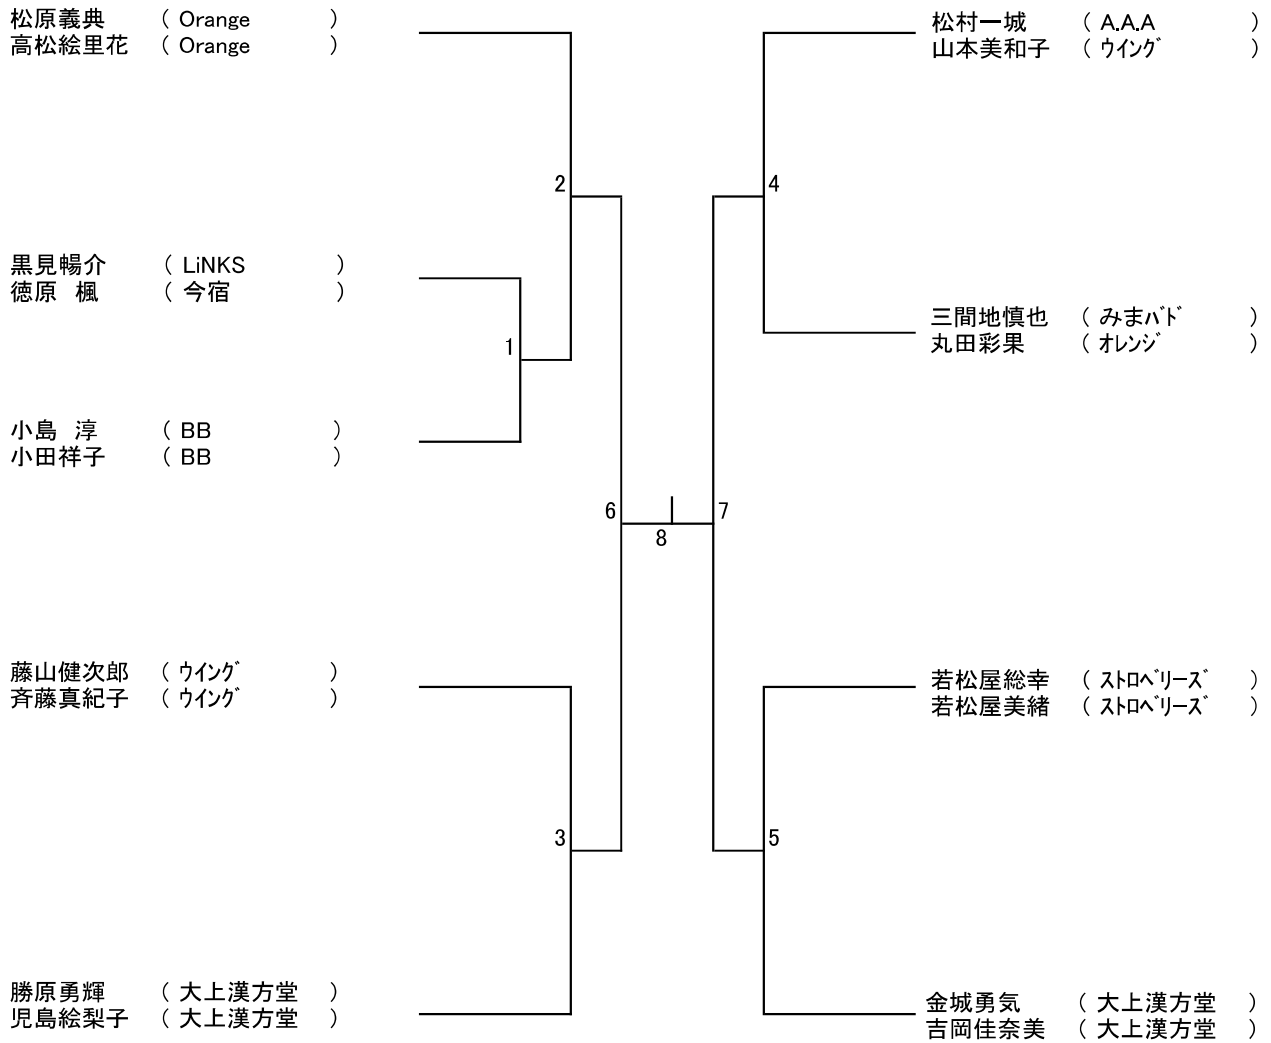 松原義典 ( Orange )
高松絵里花 ( Orange )
2
黒見暢介 ( LiNKS )
徳原 楓 ( 今宿 )
1
小島 淳 ( BB )
小田祥子 ( BB )
6
8
藤山健次郎 ( ｳｲﾝｸﾞ )
斉藤真紀子 ( ｳｲﾝｸﾞ )
3
勝原勇輝 ( 大上漢方堂 )
児島絵梨子 ( 大上漢方堂 )
松村一城 ( A.A.A )
山本美和子 ( ｳｲﾝｸﾞ )
4
三間地慎也 ( みまﾊﾞﾄﾞ )
丸田彩果 ( ｵﾚﾝｼﾞ )
7
若松屋総幸 ( ｽﾄﾛﾍﾞﾘｰｽﾞ )
若松屋美緒 ( ｽﾄﾛﾍﾞﾘｰｽﾞ )
5
金城勇気 ( 大上漢方堂 )
吉岡佳奈美 ( 大上漢方堂 )